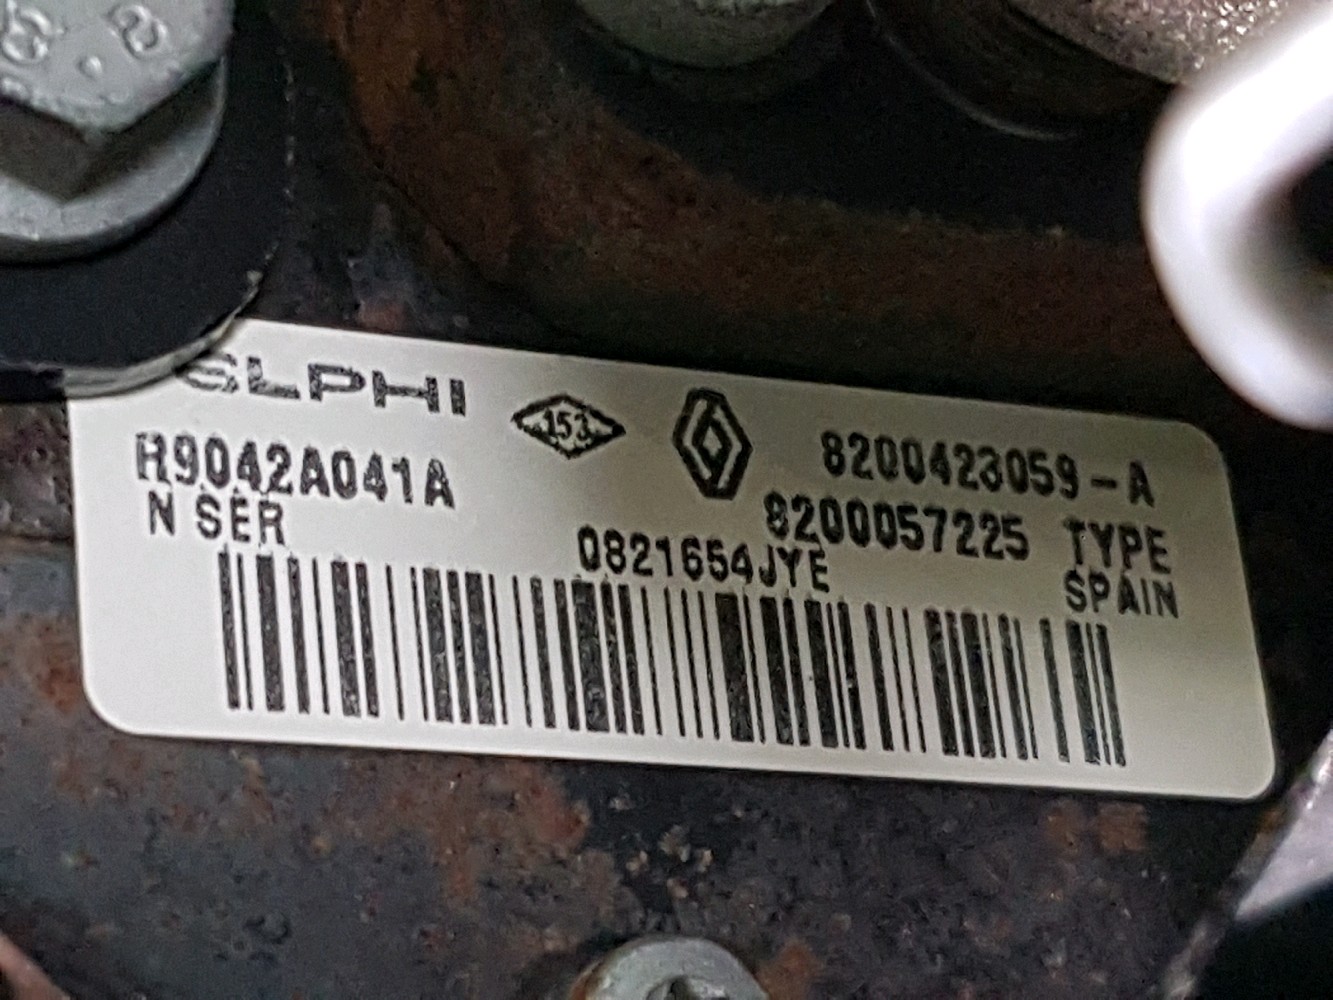 DELPHI
153
R9042A041A
8200423059-A
N SER
8200057225 TYPE
0821654JYE
SPAIN